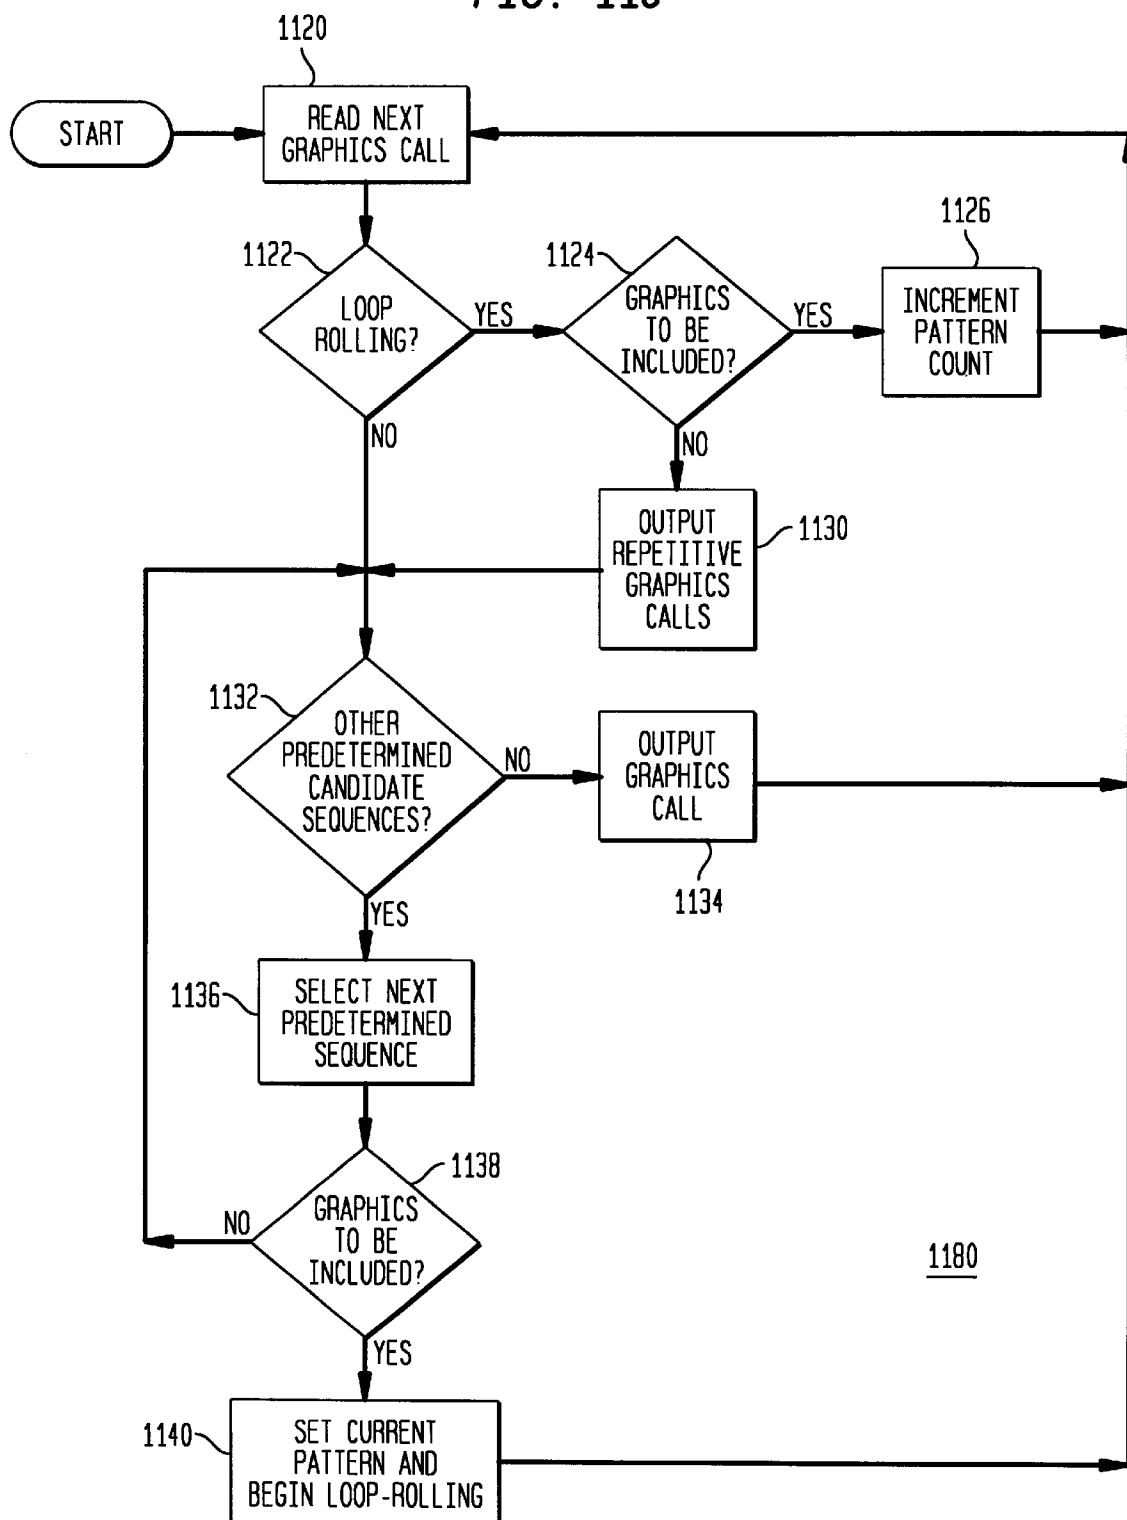 1120
START
READ NEXT
GRAPHICS CALL
1126
1122
1124
LOOP
ROLLING?
YES
GRAPHICS
TO BE
INCLUDED?
YES
INCREMENT
PATTERN
COUNT
NO
NO
OUTPUT
REPETITIVE
GRAPHICS
CALLS
1130
1132
OTHER
PREDETERMINED
CANDIDATE
SEQUENCES?
NO
OUTPUT
GRAPHICS
CALL
1134
YES
1136
SELECT NEXT
PREDETERMINED
SEQUENCE
1138
GRAPHICS
TO BE
INCLUDED?
NO
1180
YES
1140
SET CURRENT
PATTERN AND
BEGIN LOOP-ROLLING